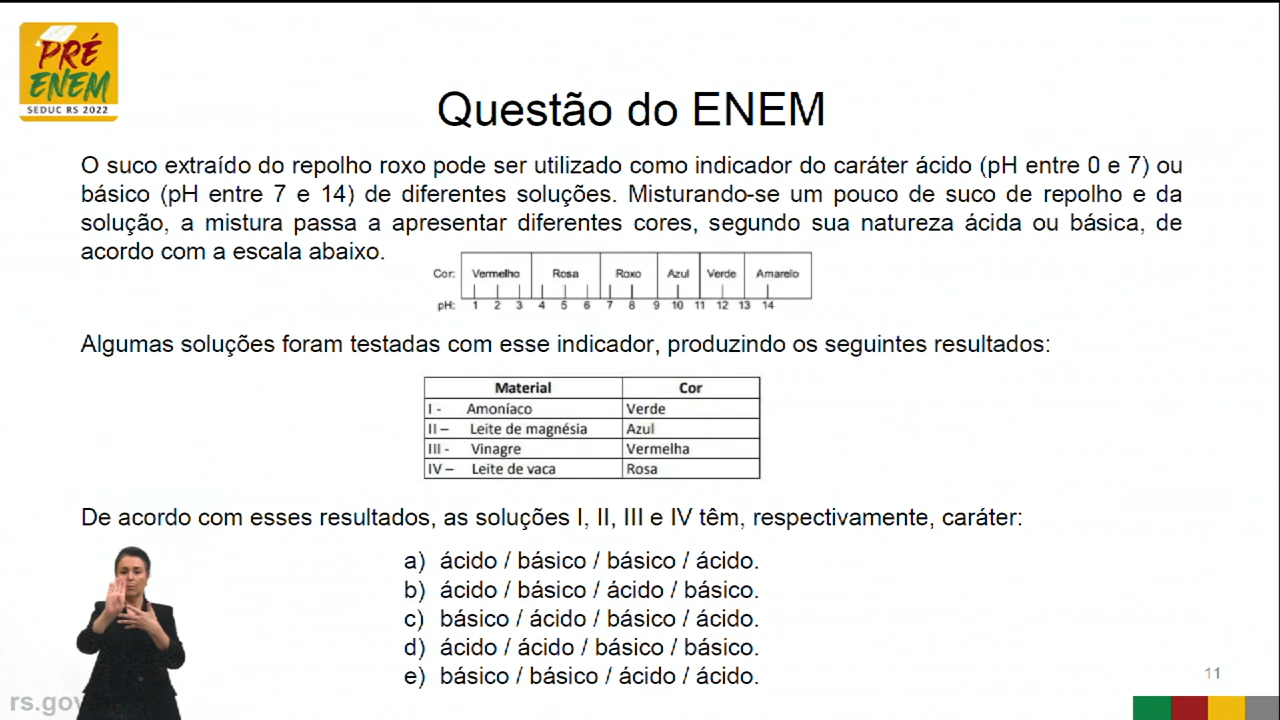 PRÉ
ENEM
SEDUC RS 2022
Questão do ENEM
O suco extraído do repolho roxo pode ser utilizado como indicador do caráter ácido (pH entre 0 e 7) ou
básico (pH entre 7 e 14) de diferentes soluções. Misturando-se um pouco de suco de repolho e da
solução, a mistura passa a apresentar diferentes cores, segundo sua natureza ácida ou básica, de
acordo com a escala abaixo.
Cor: Vermelho Rosa Roxo Azul Verde Amarelo
pH: 1 2 3 4 5 6 7 8 9 10 11 12 13 14
Algumas soluções foram testadas com esse indicador, produzindo os seguintes resultados:
Material Cor
I - Amoníaco Verde
II – Leite de magnésia Azul
III - Vinagre Vermelha
IV – Leite de vaca Rosa
De acordo com esses resultados, as soluções I, II, III e IV têm, respectivamente, caráter:
a) ácido / básico / básico / ácido.
b) ácido / básico / ácido / básico.
c) básico / ácido / básico / ácido.
d) ácido / ácido / básico / básico.
e) básico / básico / ácido / ácido.
11
rs.gov